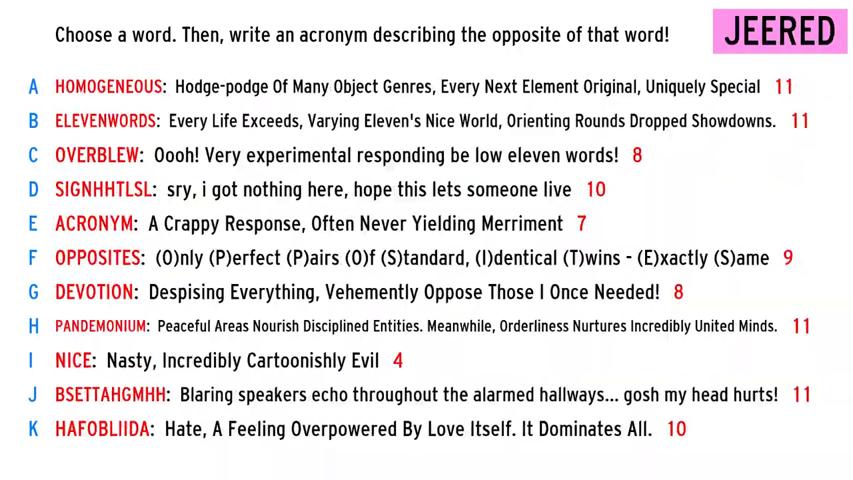 Choose a word. Then, write an acronym describing the opposite of that word!
JEERED
A HOMOGENEOUS: Hodge-podge Of Many Object Genres, Every Next Element Original, Uniquely Special 11
B ELEVENWORDS: Every Life Exceeds, Varying Eleven's Nice World, Orienting Rounds Dropped Showdowns. 11
C OVERBLEW: Oooh! Very experimental responding be low eleven words! 8
D SIGNHHTLSL: sry, i got nothing here, hope this lets someone live 10
E ACRONYM: A Crappy Response, Often Never Yielding Merriment 7
F OPPOSITES: (O)nly (P)erfect (P)airs (O)f (S)tandard, (I)dentical (T)wins - (E)xactly (S)ame 9
G DEVOTION: Despising Everything, Vehemently Oppose Those I Once Needed! 8
H PANDEMONIUM: Peaceful Areas Nourish Disciplined Entities. Meanwhile, Orderliness Nurtures Incredibly United Minds. 11
I NICE: Nasty, Incredibly Cartoonishly Evil 4
J BSETTAHGMHH: Blaring speakers echo throughout the alarmed hallways... gosh my head hurts! 11
K HAFOBLIIDA: Hate, A Feeling Overpowered By Love Itself. It Dominates All. 10